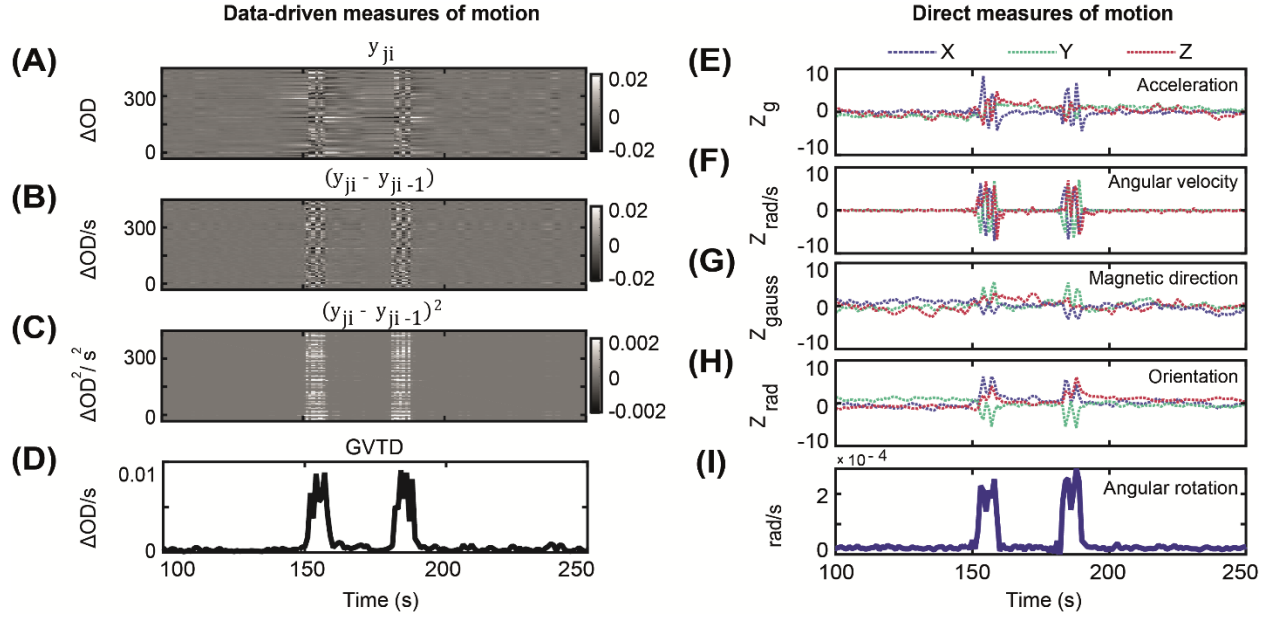 Data-driven measures of motion
(A)
y ji
ΔOD
300
0
0.02
0
-0.02
(B)
(y ji - y ji -1)
ΔOD/s
300
0
0.02
0
-0.02
(C)
(y ji - y ji -1)²
ΔOD²/ s²
300
0
0.002
0
-0.002
(D)
GVTD
ΔOD/s
0.01
0
100 150 200 250
Time (s)
Direct measures of motion
X Y Z
(E)
Acceleration
Z g
10
0
-10
(F)
Angular velocity
Z rad/s
10
0
-10
(G)
Magnetic direction
Z gauss
10
0
-10
(H)
Orientation
Z rad
10
0
-10
(I)
× 10 -4
Angular rotation
rad/s
2
0
100 150 200 250
Time (s)